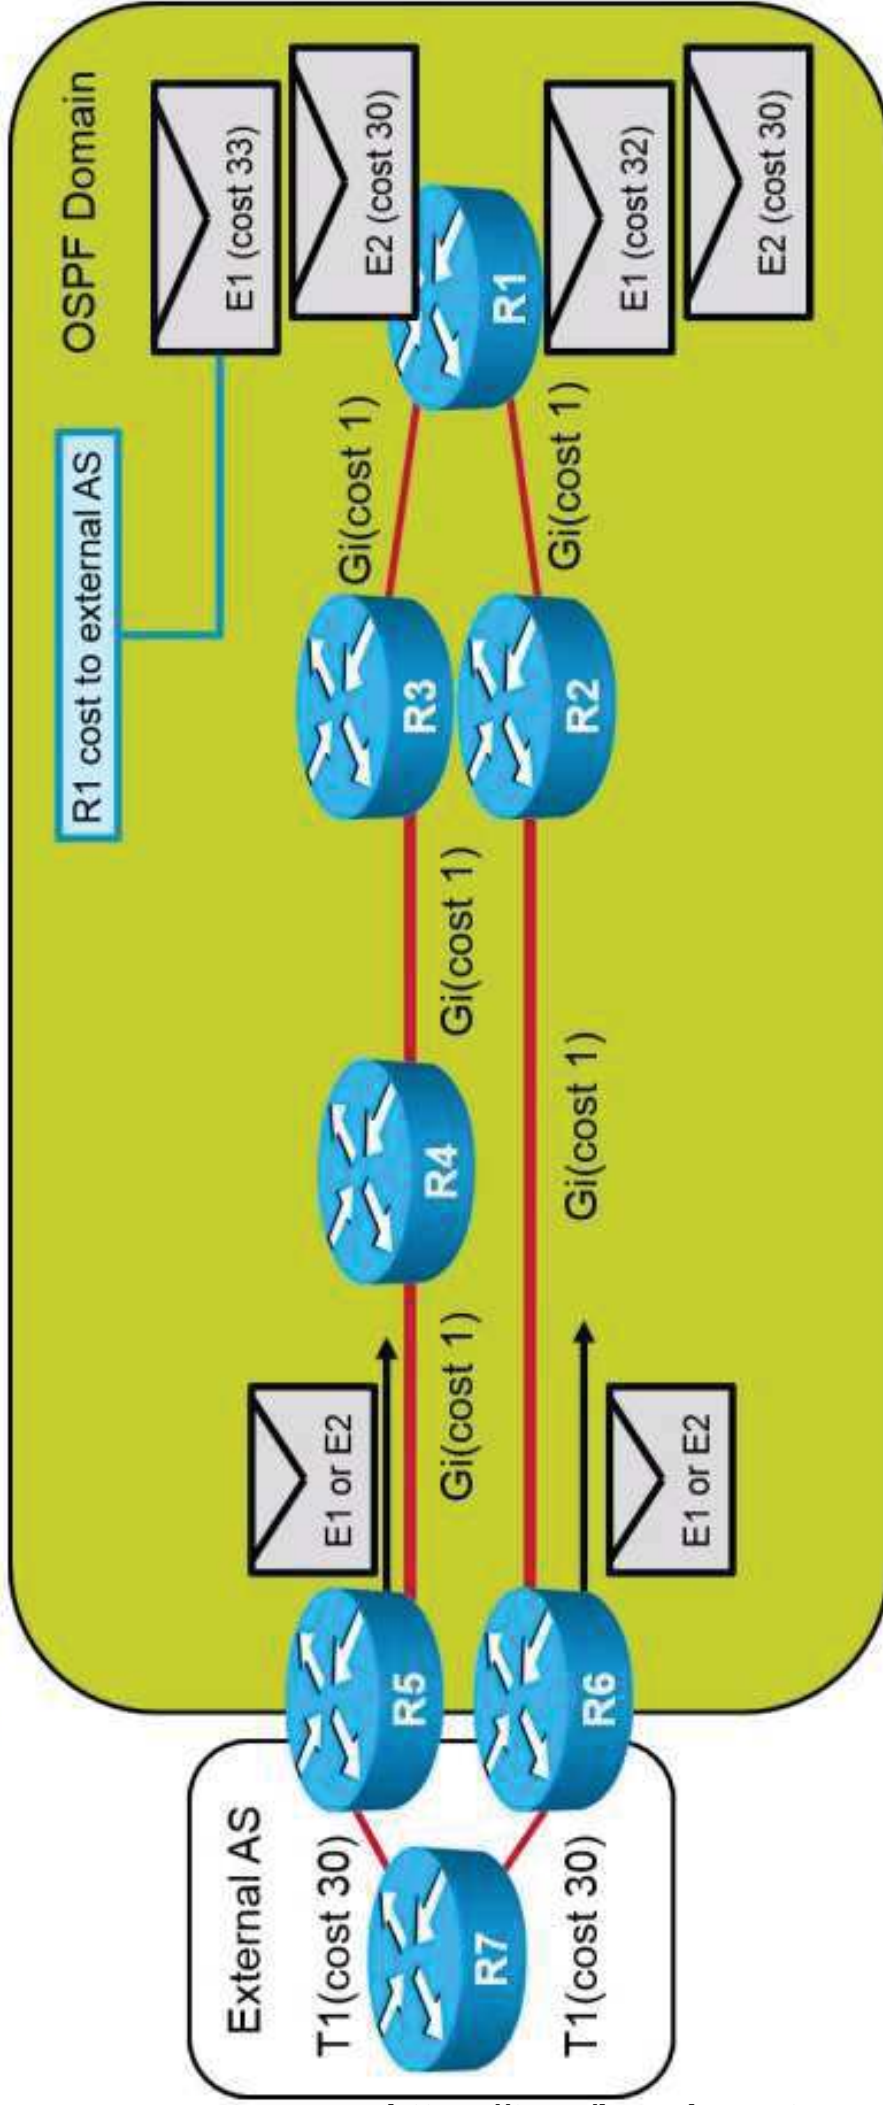 External AS
T1(cost 30)
R7
T1(cost 30)
R5
R6
E1 or E2
Gi(cost 1)
E1 or E2
R4
Gi(cost 1)
Gi(cost 1)
R3
R2
Gi(cost 1)
Gi(cost 1)
R1 cost to external AS
OSPF Domain
E1 (cost 33)
E2 (cost 30)
R1
E1 (cost 32)
E2 (cost 30)